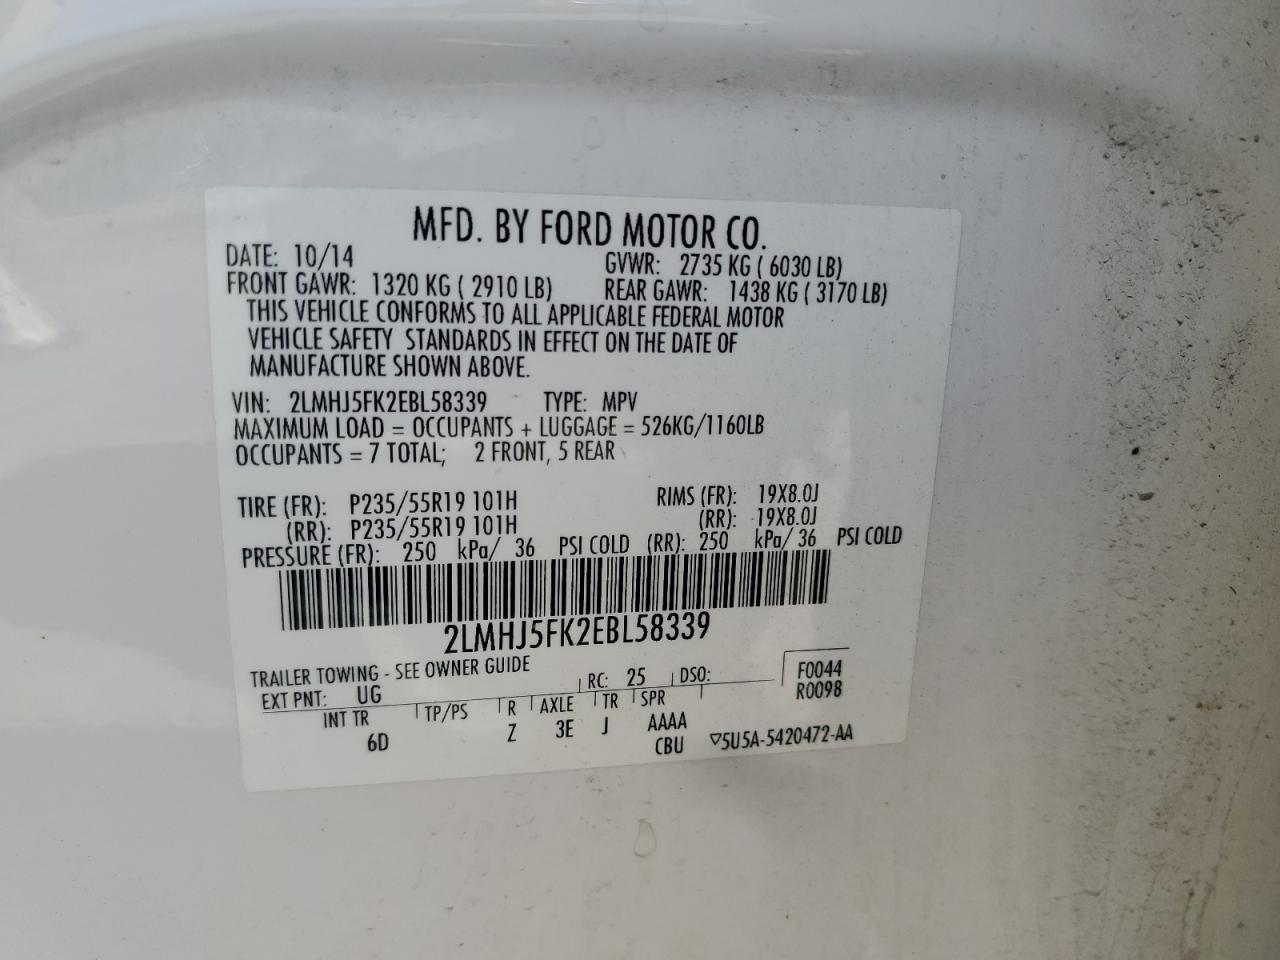 MFD. BY FORD MOTOR CO.
DATE: 10/14 GVWR: 2735 KG ( 6030 LB)
FRONT GAWR: 1320 KG ( 2910 LB) REAR GAWR: 1438 KG ( 3170 LB)
THIS VEHICLE CONFORMS TO ALL APPLICABLE FEDERAL MOTOR
VEHICLE SAFETY STANDARDS IN EFFECT ON THE DATE OF
MANUFACTURE SHOWN ABOVE.
VIN: 2LMHJ5FK2EBL58339 TYPE: MPV
MAXIMUM LOAD = OCCUPANTS + LUGGAGE = 526KG/1160LB
OCCUPANTS = 7 TOTAL; 2 FRONT, 5 REAR
TIRE (FR): P235/55R19 101H RIMS (FR): 19X8.0J
(RR): P235/55R19 101H (RR): 19X8.0J
PRESSURE (FR): 250 kPa/ 36 PSI COLD (RR): 250 kPa/ 36 PSI COLD
2LMHJ5FK2EBL58339
TRAILER TOWING - SEE OWNER GUIDE
EXT PNT: UG RC: 25 DSO: F0044
R0098
INT TR TP/PS R AXLE TR SPR
6D Z 3E J AAAA
CBU ▽5U5A-5420472-AA